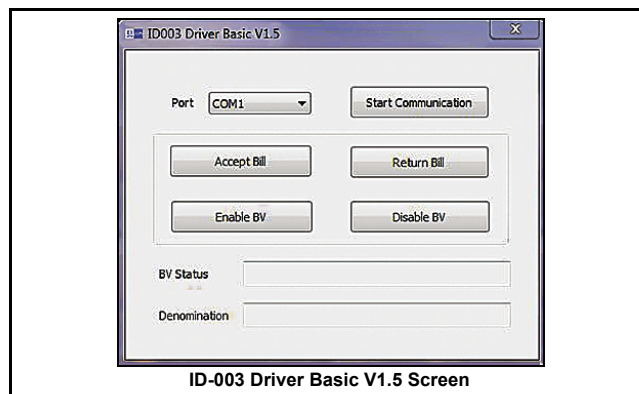 ID003 Driver Basic V1.5
Port COM1 Start Communication
Accept Bill Return Bill
Enable BV Disable BV
BV Status
Denomination
ID-003 Driver Basic V1.5 Screen